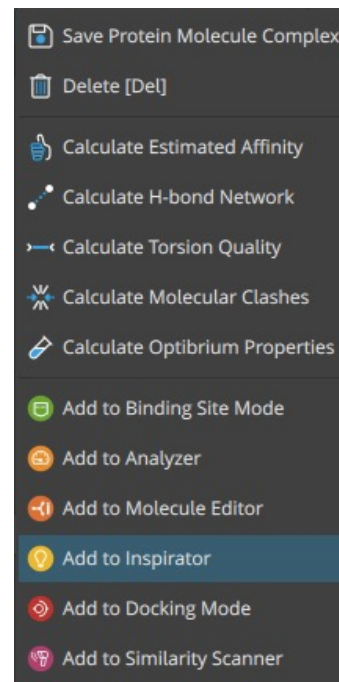 Save Protein Molecule Complex
Delete [Del]
Calculate Estimated Affinity
Calculate H-bond Network
Calculate Torsion Quality
Calculate Molecular Clashes
Calculate Optibrium Properties
Add to Binding Site Mode
Add to Analyzer
Add to Molecule Editor
Add to Inspirator
Add to Docking Mode
Add to Similarity Scanner